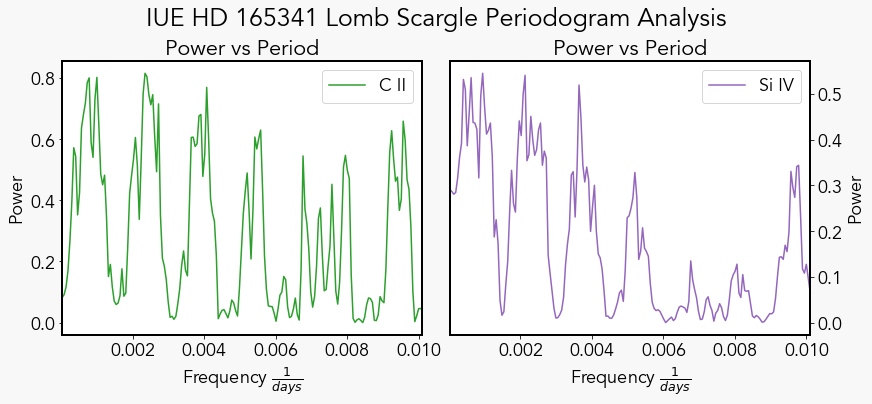 IUE HD 165341 Lomb Scargle Periodogram Analysis
Power vs Period
C II
Power
0.8
0.6
0.4
0.2
0.0
0.002 0.004 0.006 0.008 0.010
Frequency 1/days
Power vs Period
Si IV
Power
0.5
0.4
0.3
0.2
0.1
0.0
0.002 0.004 0.006 0.008 0.010
Frequency 1/days